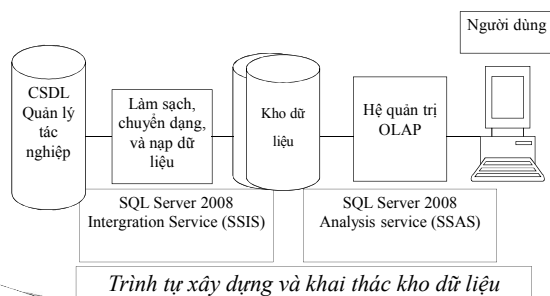 Người dùng
CSDL
Quản lý
tác
nghiệp
Làm sạch,
chuyển dạng,
và nạp dữ
liệu
Kho dữ
liệu
Hệ quản trị
OLAP
SQL Server 2008
Intergration Service (SSIS)
SQL Server 2008
Analysis service (SSAS)
Trình tự xây dựng và khai thác kho dữ liệu